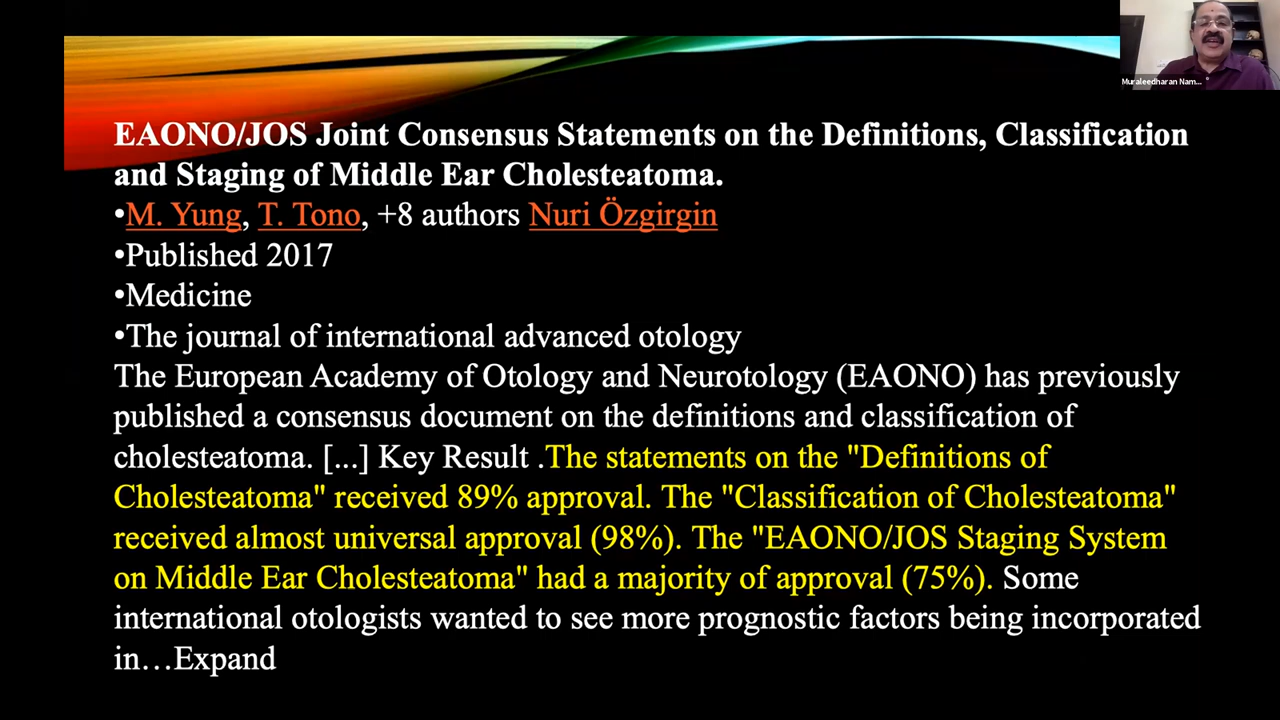 Muraleedharan Nam...
EAONO/JOS Joint Consensus Statements on the Definitions, Classification
and Staging of Middle Ear Cholesteatoma.
•M. Yung, T. Tono, +8 authors Nuri Özgirgin
•Published 2017
•Medicine
•The journal of international advanced otology
The European Academy of Otology and Neurotology (EAONO) has previously
published a consensus document on the definitions and classification of
cholesteatoma. [...] Key Result .The statements on the "Definitions of
Cholesteatoma" received 89% approval. The "Classification of Cholesteatoma"
received almost universal approval (98%). The "EAONO/JOS Staging System
on Middle Ear Cholesteatoma" had a majority of approval (75%). Some
international otologists wanted to see more prognostic factors being incorporated
in…Expand